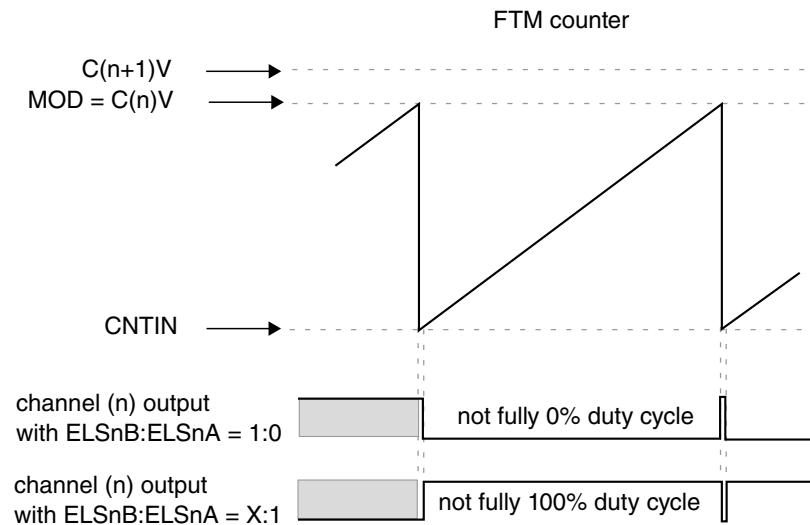 FTM counter
C(n+1)V
MOD = C(n)V
CNTIN
channel (n) output
with ELSnB:ELSnA = 1:0
not fully 0% duty cycle
channel (n) output
with ELSnB:ELSnA = X:1
not fully 100% duty cycle